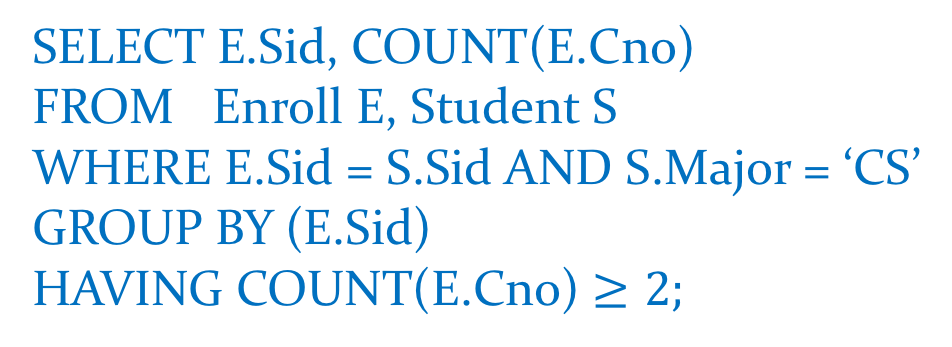 SELECT E.Sid, COUNT(E.Cno)
FROM Enroll E, Student S
WHERE E.Sid = S.Sid AND S.Major = ‘CS’
GROUP BY (E.Sid)
HAVING COUNT(E.Cno) ≥ 2;